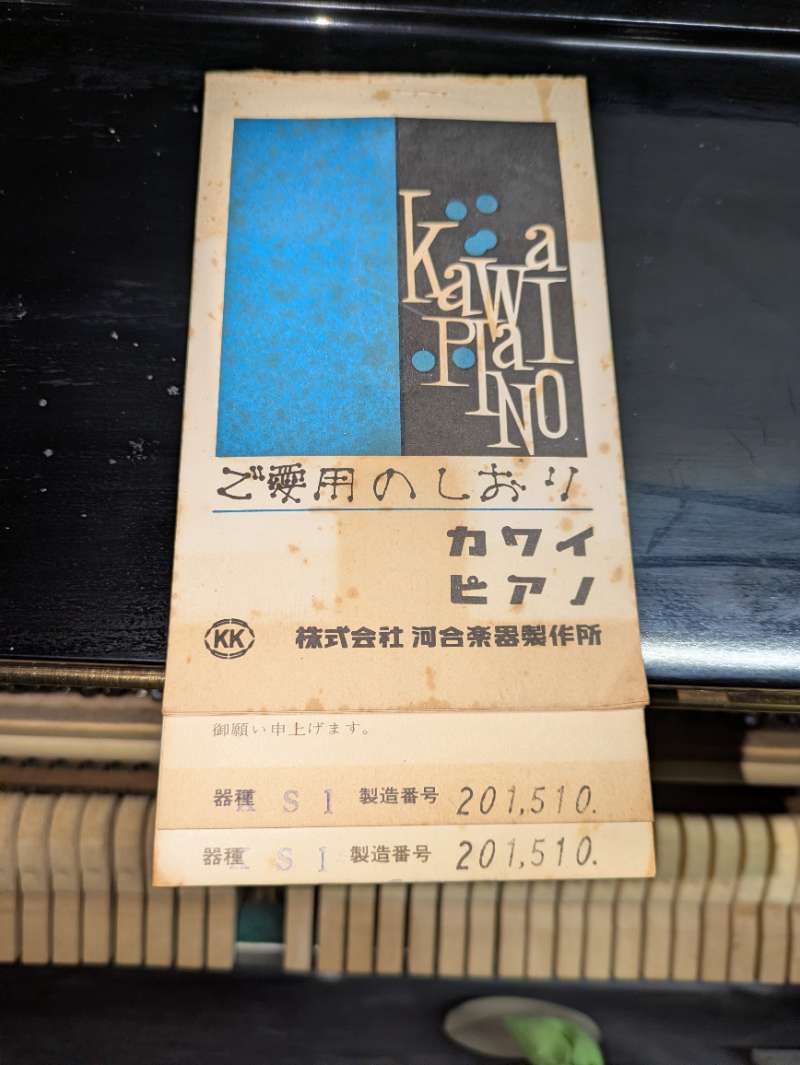 KaWaI
PIaNO
ご愛用のしおり
カワイ
ピアノ
KK 株式会社 河合楽器製作所
御願い申上げます。
器種 K S 1 製造番号 201,510.
器種 K S 1 製造番号 201,510.